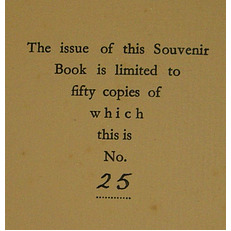 The issue of this Souvenir
Book is limited to
fifty copies of
which
this is
No.
25